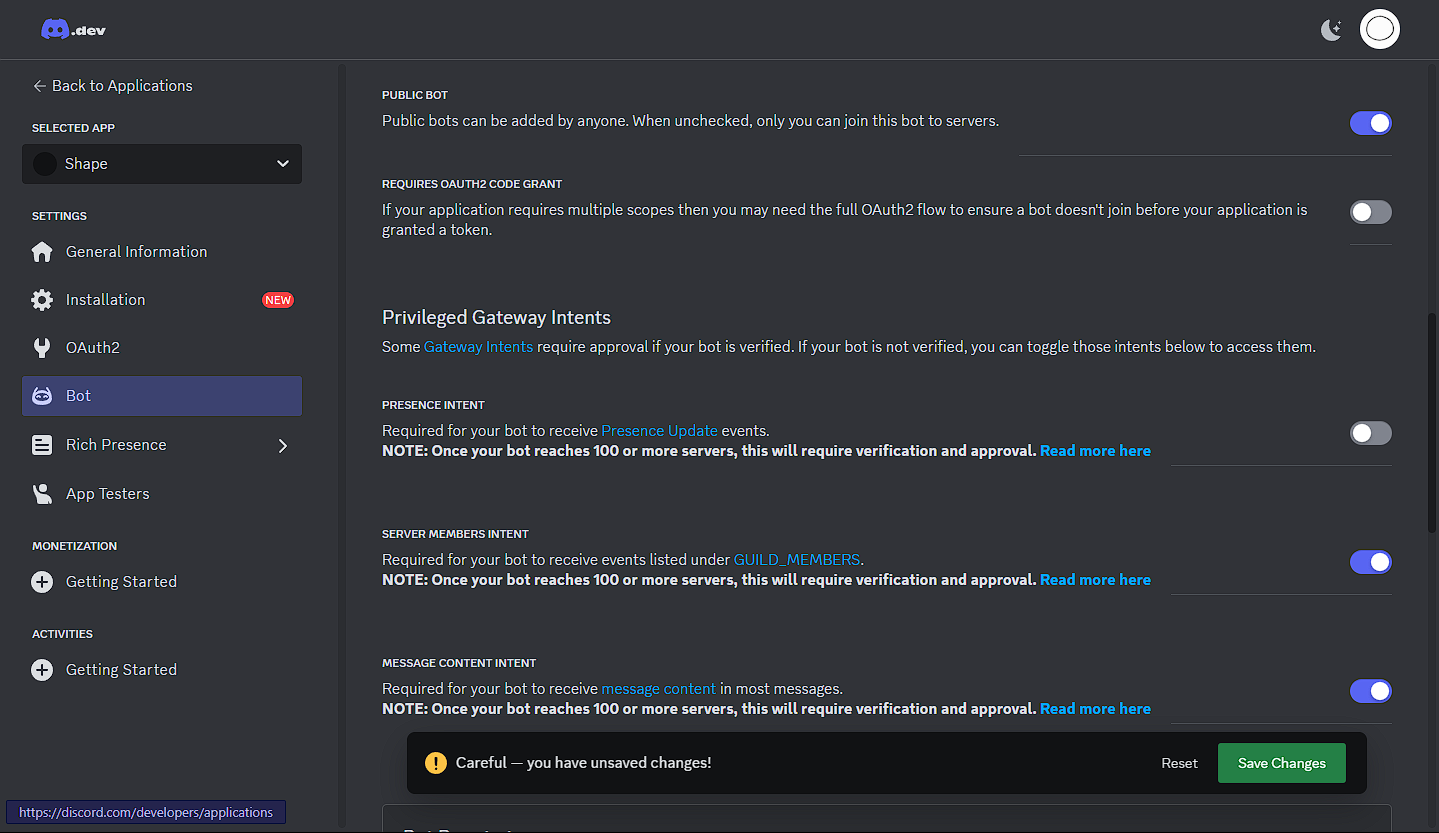 .dev
Back to Applications
SELECTED APP
Shape
SETTINGS
General Information
Installation
NEW
OAuth2
Bot
Rich Presence
App Testers
MONETIZATION
Getting Started
ACTIVITIES
Getting Started
https://discord.com/developers/applications
PUBLIC BOT
Public bots can be added by anyone. When unchecked, only you can join this bot to servers.
REQUIRES OAUTH2 CODE GRANT
If your application requires multiple scopes then you may need the full OAuth2 flow to ensure a bot doesn't join before your application is
granted a token.
Privileged Gateway Intents
Some Gateway Intents require approval if your bot is verified. If your bot is not verified, you can toggle those intents below to access them.
PRESENCE INTENT
Required for your bot to receive Presence Update events.
NOTE: Once your bot reaches 100 or more servers, this will require verification and approval. Read more here
SERVER MEMBERS INTENT
Required for your bot to receive events listed under GUILD_MEMBERS.
NOTE: Once your bot reaches 100 or more servers, this will require verification and approval. Read more here
MESSAGE CONTENT INTENT
Required for your bot to receive message content in most messages.
NOTE: Once your bot reaches 100 or more servers, this will require verification and approval. Read more here
Careful — you have unsaved changes!
Reset
Save Changes